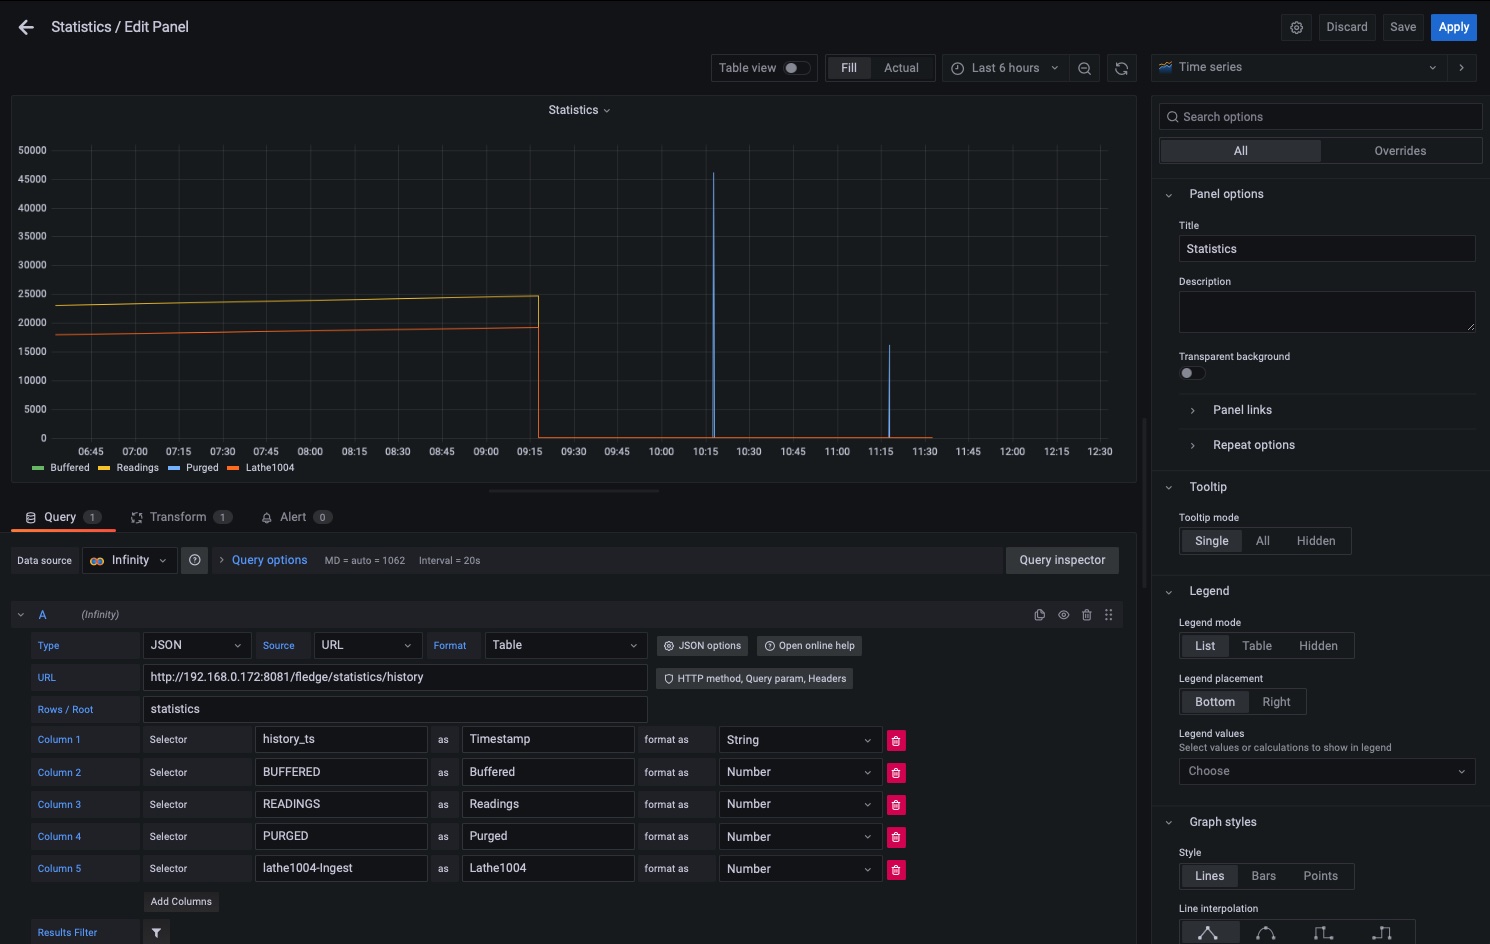 Statistics / Edit Panel
Discard
Save
Apply
Table view
Fill
Actual
Last 6 hours
Time series
Statistics
50000
45000
40000
35000
30000
25000
20000
15000
10000
5000
0
06:45 07:00 07:15 07:30 07:45 08:00 08:15 08:30 08:45 09:00 09:15 09:30 09:45 10:00 10:15 10:30 10:45 11:00 11:15 11:30 11:45 12:00 12:15 12:30
Buffered Readings Purged Lathe1004
Search options
All
Overrides
Panel options
Title
Statistics
Description
Transparent background
Panel links
Repeat options
Tooltip
Tooltip mode
Single All Hidden
Legend
Legend mode
List Table Hidden
Legend placement
Bottom Right
Legend values
Select values or calculations to show in legend
Choose
Graph styles
Style
Lines Bars Points
Line interpolation
Query 1
Transform 1
Alert 0
Data source
Infinity
Query options
MD = auto = 1062
Interval = 20s
Query inspector
A (Infinity)
Type JSON Source URL Format Table JSON options Open online help
URL http://192.168.0.172:8081/fledge/statistics/history HTTP method, Query param, Headers
Rows / Root statistics
Column 1 Selector history_ts as Timestamp format as String
Column 2 Selector BUFFERED as Buffered format as Number
Column 3 Selector READINGS as Readings format as Number
Column 4 Selector PURGED as Purged format as Number
Column 5 Selector lathe1004-Ingest as Lathe1004 format as Number
Add Columns
Results Filter